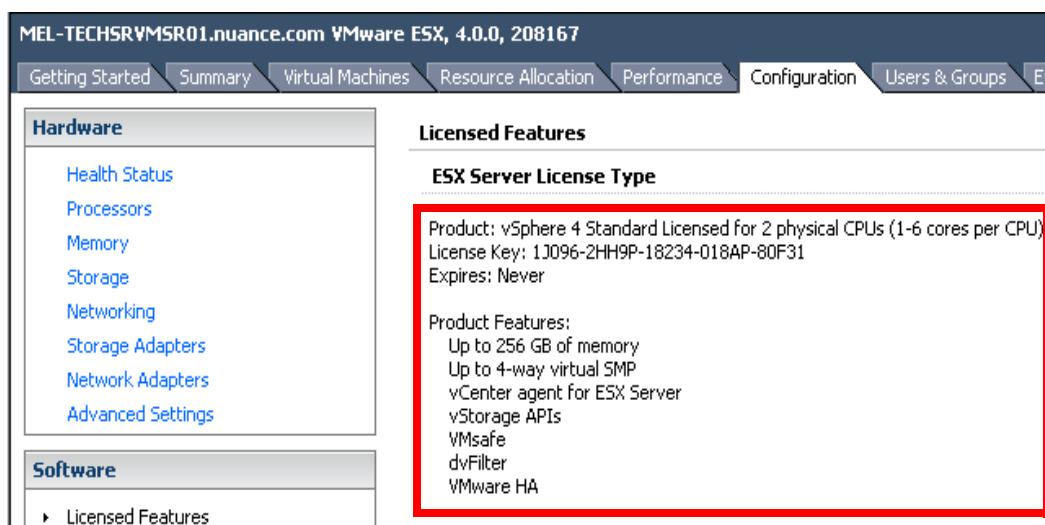 MEL-TECHSRVMSR01.nuance.com VMware ESX, 4.0.0, 208167
Getting Started Summary Virtual Machines Resource Allocation Performance Configuration Users & Groups E
Hardware
Health Status
Processors
Memory
Storage
Networking
Storage Adapters
Network Adapters
Advanced Settings
Software
Licensed Features
Licensed Features
ESX Server License Type
Product: vSphere 4 Standard Licensed for 2 physical CPUs (1-6 cores per CPU)
License Key: 1J096-2HH9P-18234-018AP-80F31
Expires: Never
Product Features:
Up to 256 GB of memory
Up to 4-way virtual SMP
vCenter agent for ESX Server
vStorage APIs
VMsafe
dvFilter
VMware HA